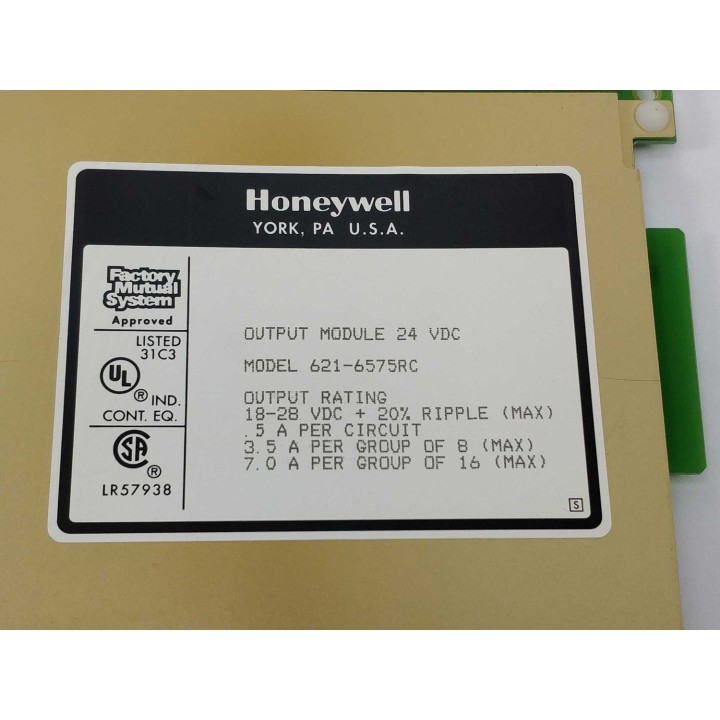 Honeywell
YORK, PA U.S.A.
Factory
Mutual
System
Approved
LISTED
31C3
UL
® IND.
CONT. EQ.
SA
®
LR57938
OUTPUT MODULE 24 VDC
MODEL 621-6575RC
OUTPUT RATING
18-28 VDC + 20% RIPPLE (MAX)
.5 A PER CIRCUIT
3.5 A PER GROUP OF 8 (MAX)
7.0 A PER GROUP OF 16 (MAX)
S